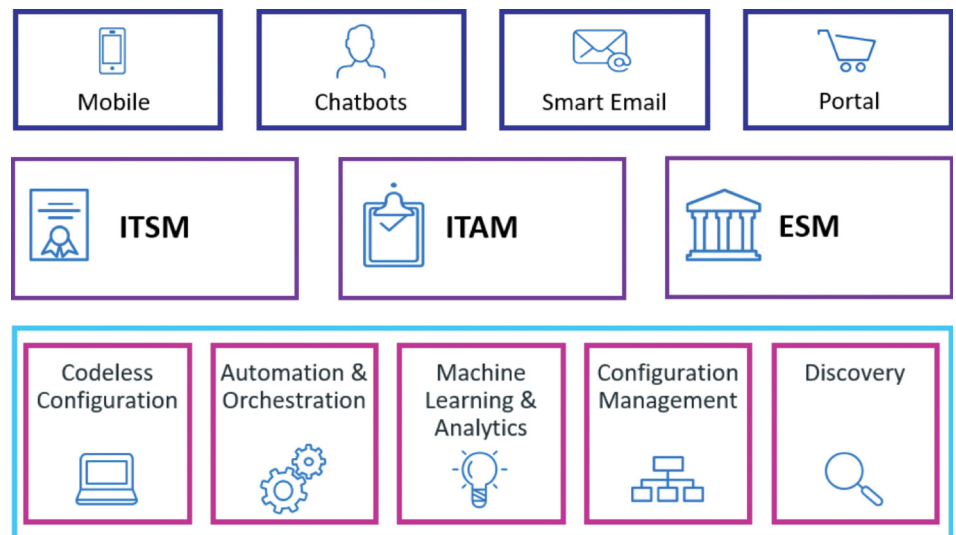 Mobile
Chatbots
Smart Email
Portal
ITSM
ITAM
ESM
Codeless
Configuration
Automation &
Orchestration
Machine
Learning &
Analytics
Configuration
Management
Discovery